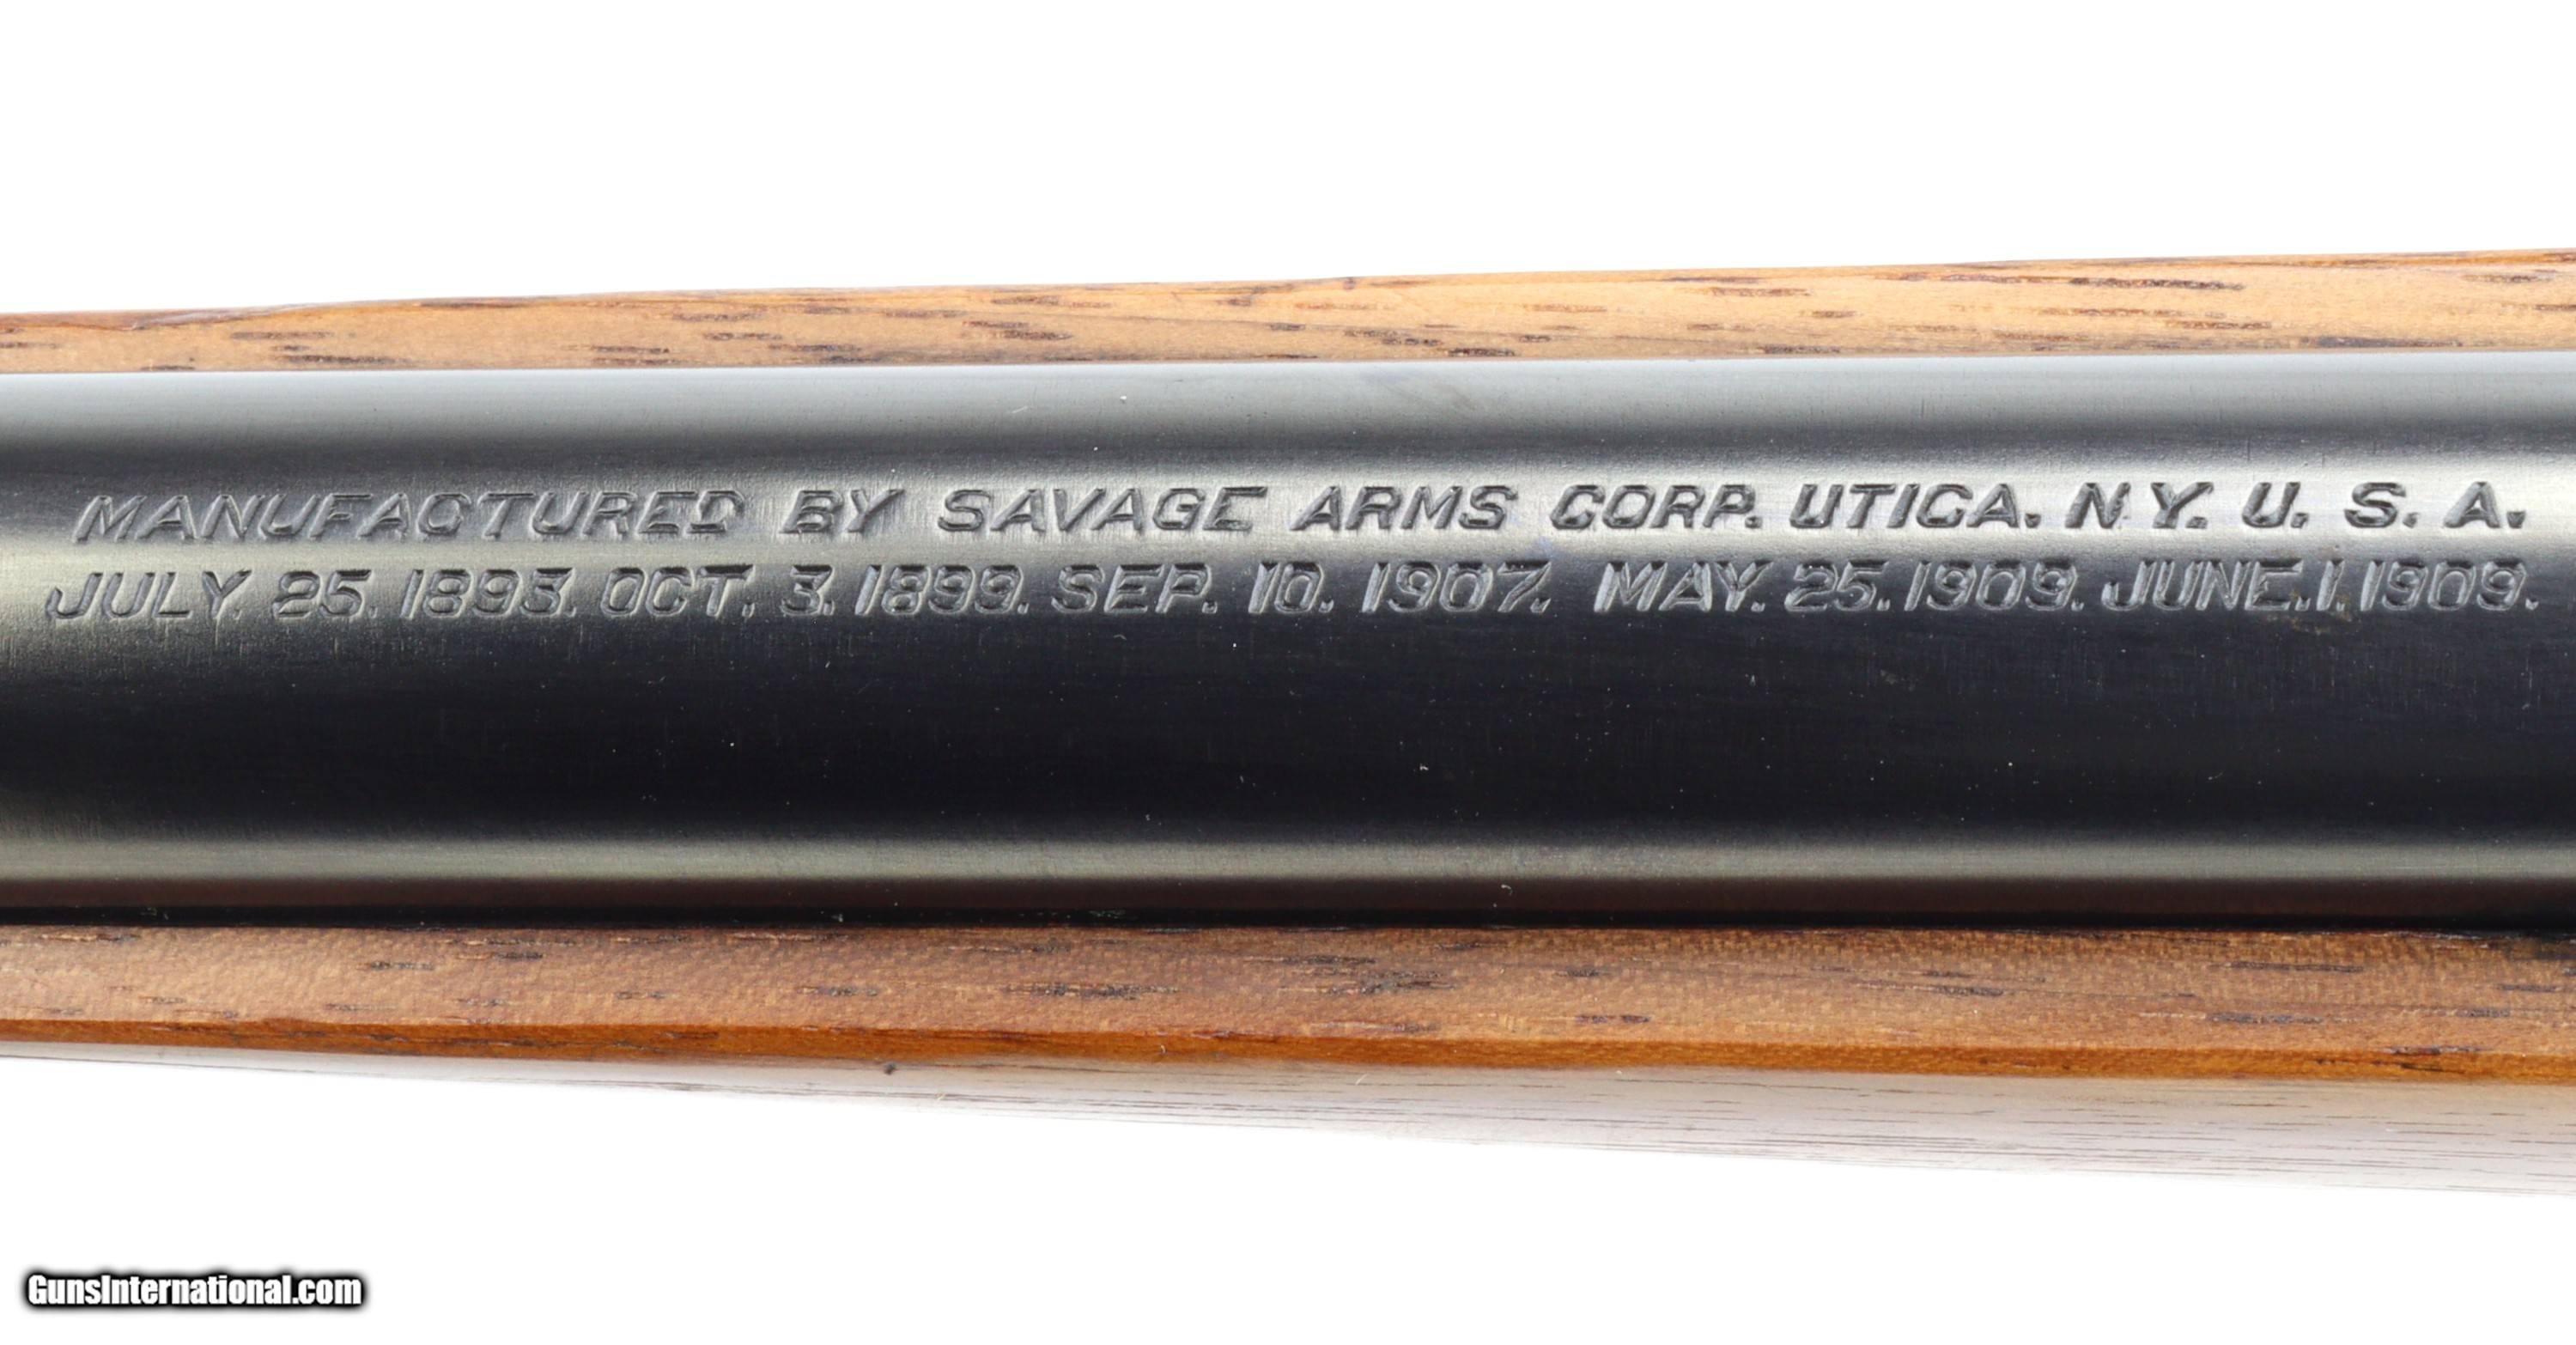 MANUFACTURED BY SAVAGE ARMS CORP. UTICA. N.Y. U. S. A.
JULY. 25. 1893. OCT. 3. 1899. SEP. 10. 1907. MAY. 25. 1909. JUNE. 1. 1909.
GunsInternational.com